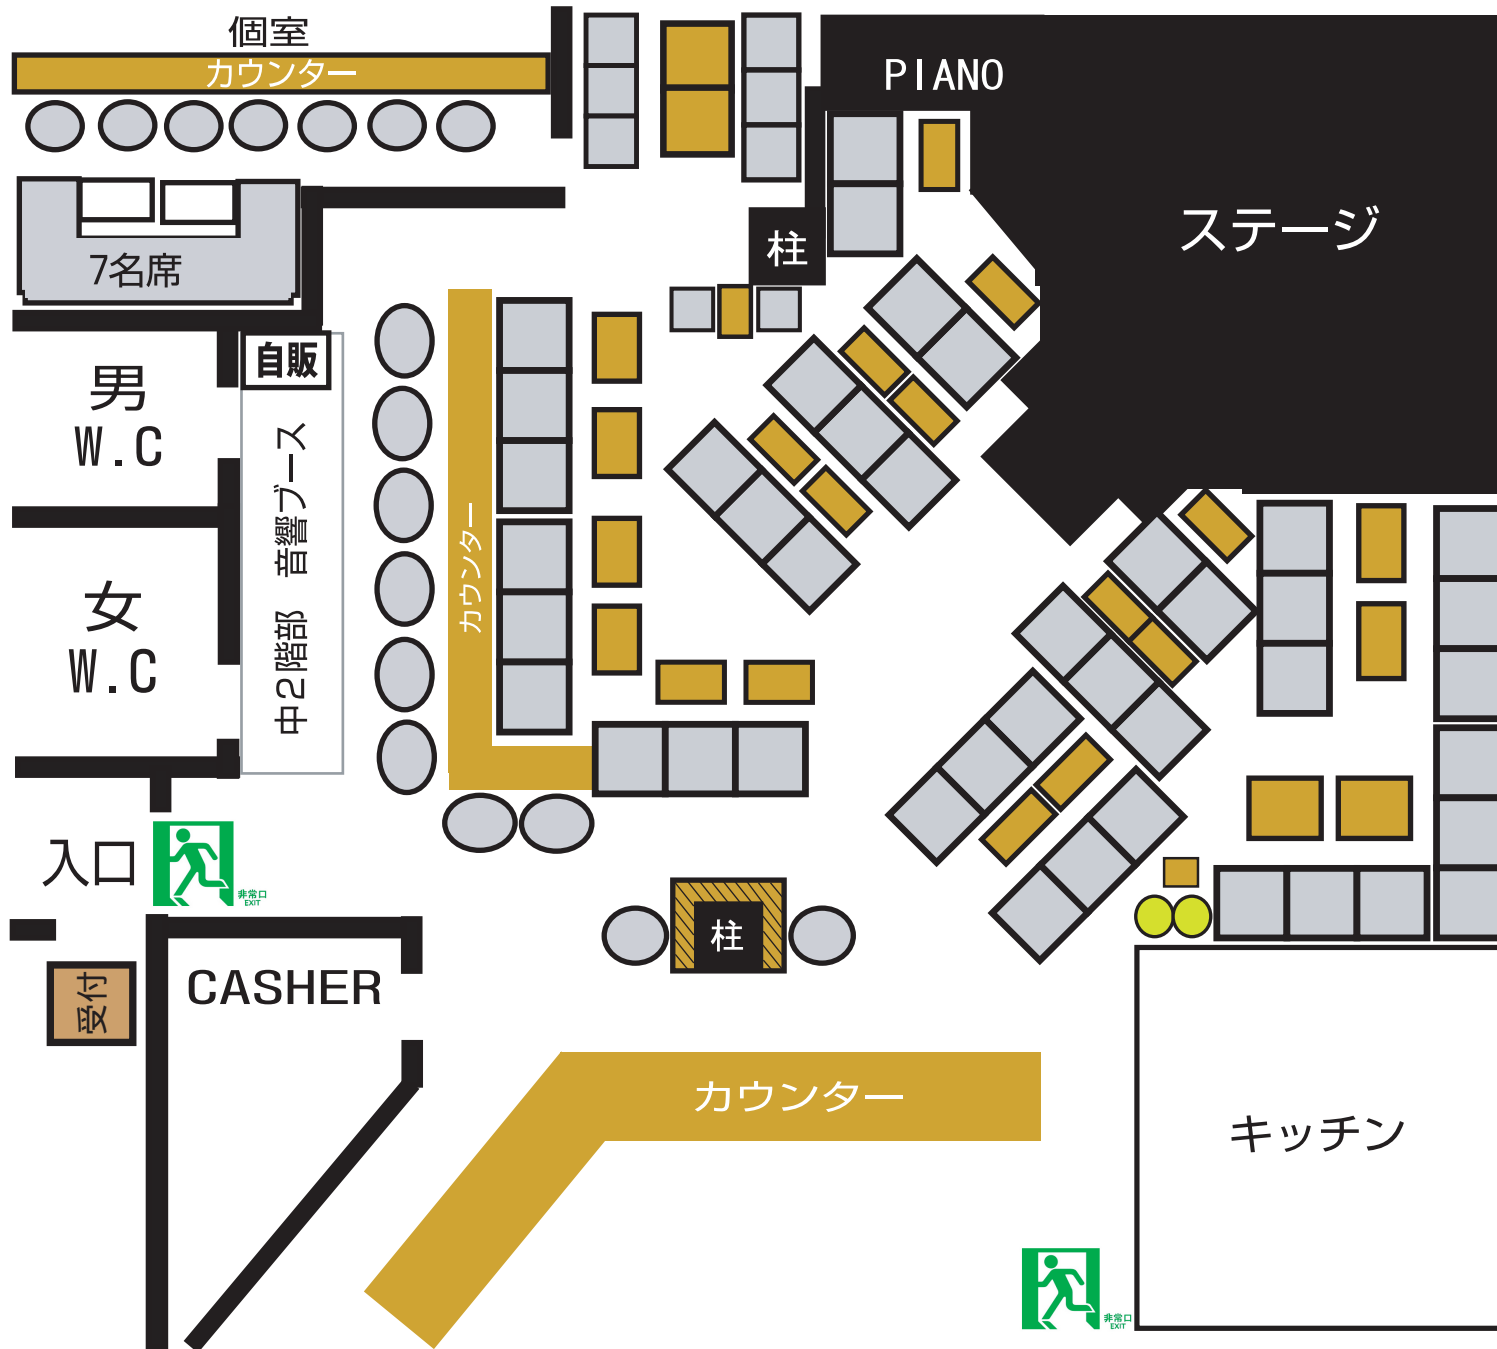 個室
カウンター
PIANO
ステージ
柱
7名席
自販
男
W.C
中2階部 音響ブース
カウンター
女
W.C
入口
非常口
EXIT
柱
CASHER
受付
カウンター
キッチン
非常口
EXIT